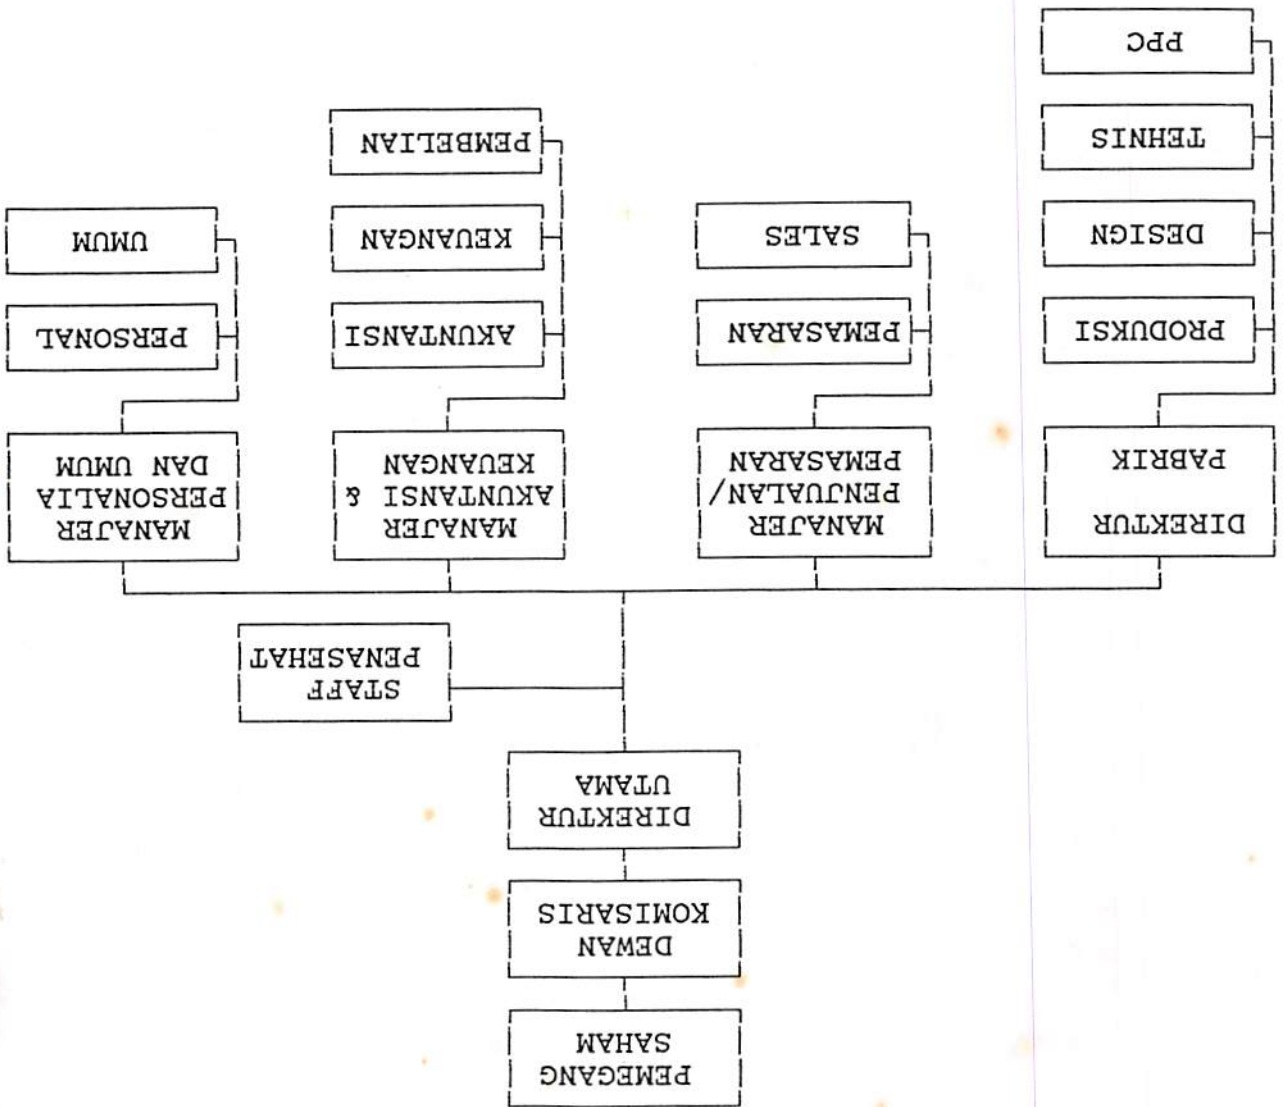 PEMEGANG
SAHAM
DEWAN
KOMISARIS
DIREKTUR
UTAMA
STAFF
PENASEHAT
DIREKTUR
PABRIK
MANAJER
PENJUALAN/
PEMASARAN
MANAJER
AKUNTANSI &
KEUANGAN
MANAJER
PERSONALIA
DAN UMUM
PRODUKSI
PEMASARAN
AKUNTANSI
PERSONAL
DESIGN
SALES
KEUANGAN
UMUM
TEHNIS
PEMBELIAN
PPC